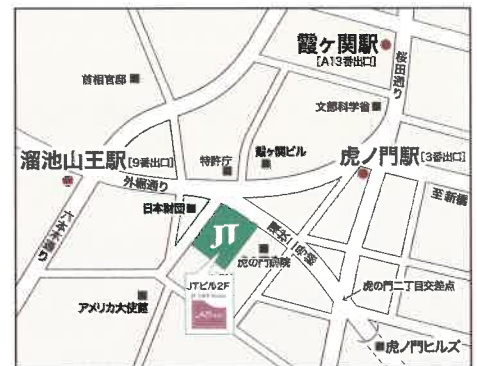 霞ヶ関駅
[A13番出口]
桜田通り
首相官邸
文部科学省
溜池山王駅[9番出口]
特許庁
霞ヶ関ビル
虎ノ門駅[3番出口]
外堀通り
至新橋
日本財団
六本木通り
JT
虎の門病院
JTビル2F
虎の門二丁目交差点
アメリカ大使館
虎ノ門ヒルズ